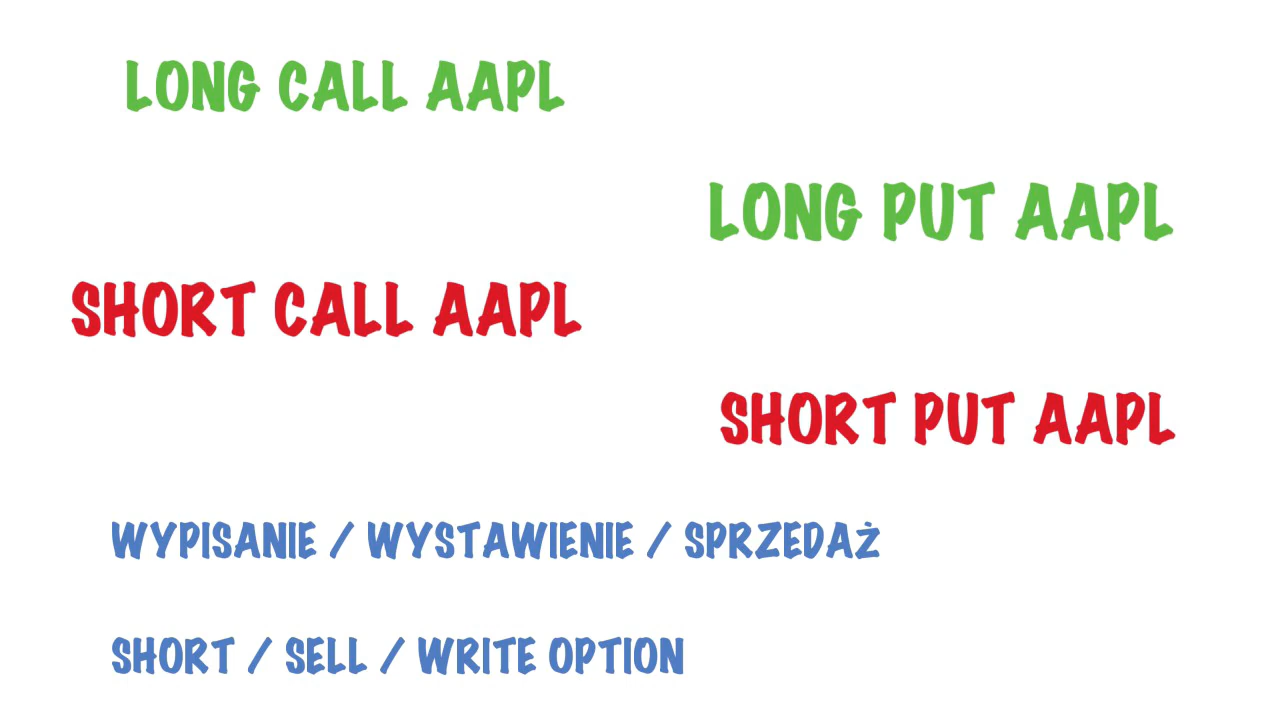 LONG CALL AAPL
LONG PUT AAPL
SHORT CALL AAPL
SHORT PUT AAPL
WYPISANIE / WYSTAWIENIE / SPRZEDAŻ
SHORT / SELL / WRITE OPTION